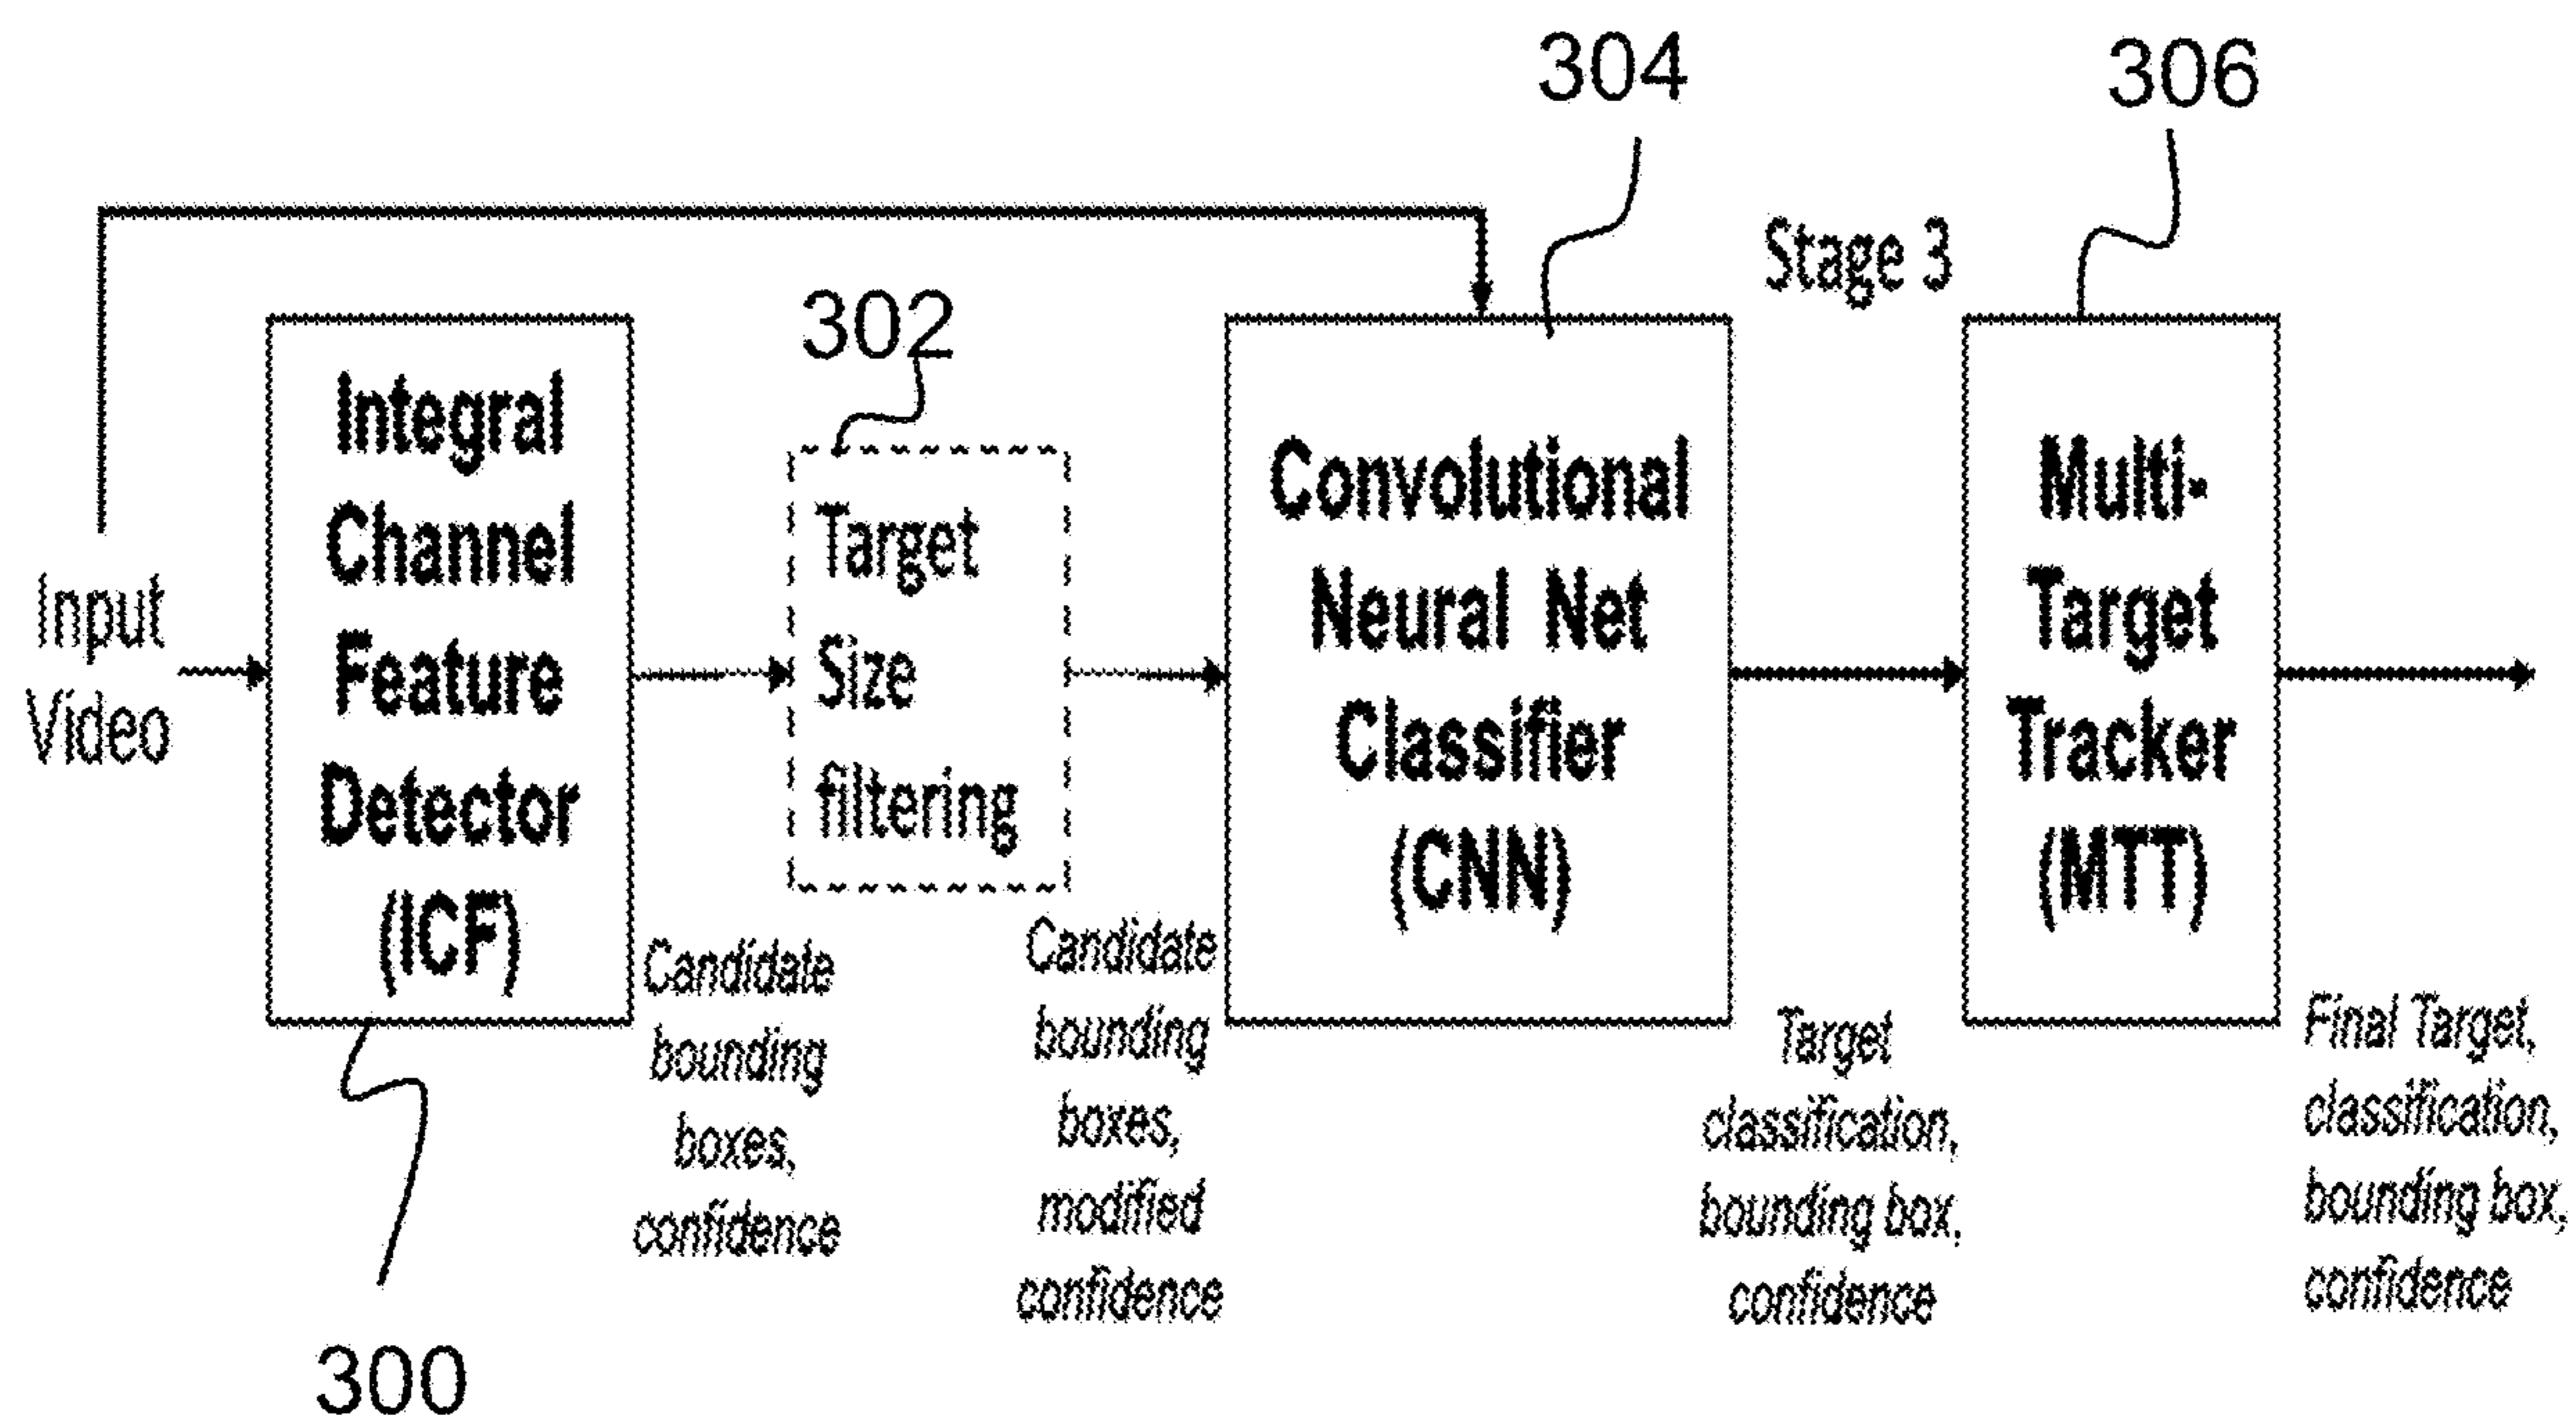 304
306
Stage 3
302
Input
Video
Integral
Channel
Feature
Detector
(ICF)
Target
Size
filtering
Convolutional
Neural Net
Classifier
(CNN)
Multi-
Target
Tracker
(MTT)
Candidate
bounding
boxes,
confidence
Candidate
bounding
boxes,
modified
confidence
Target
classification,
bounding box,
confidence
Final Target,
classification,
bounding box,
confidence
300